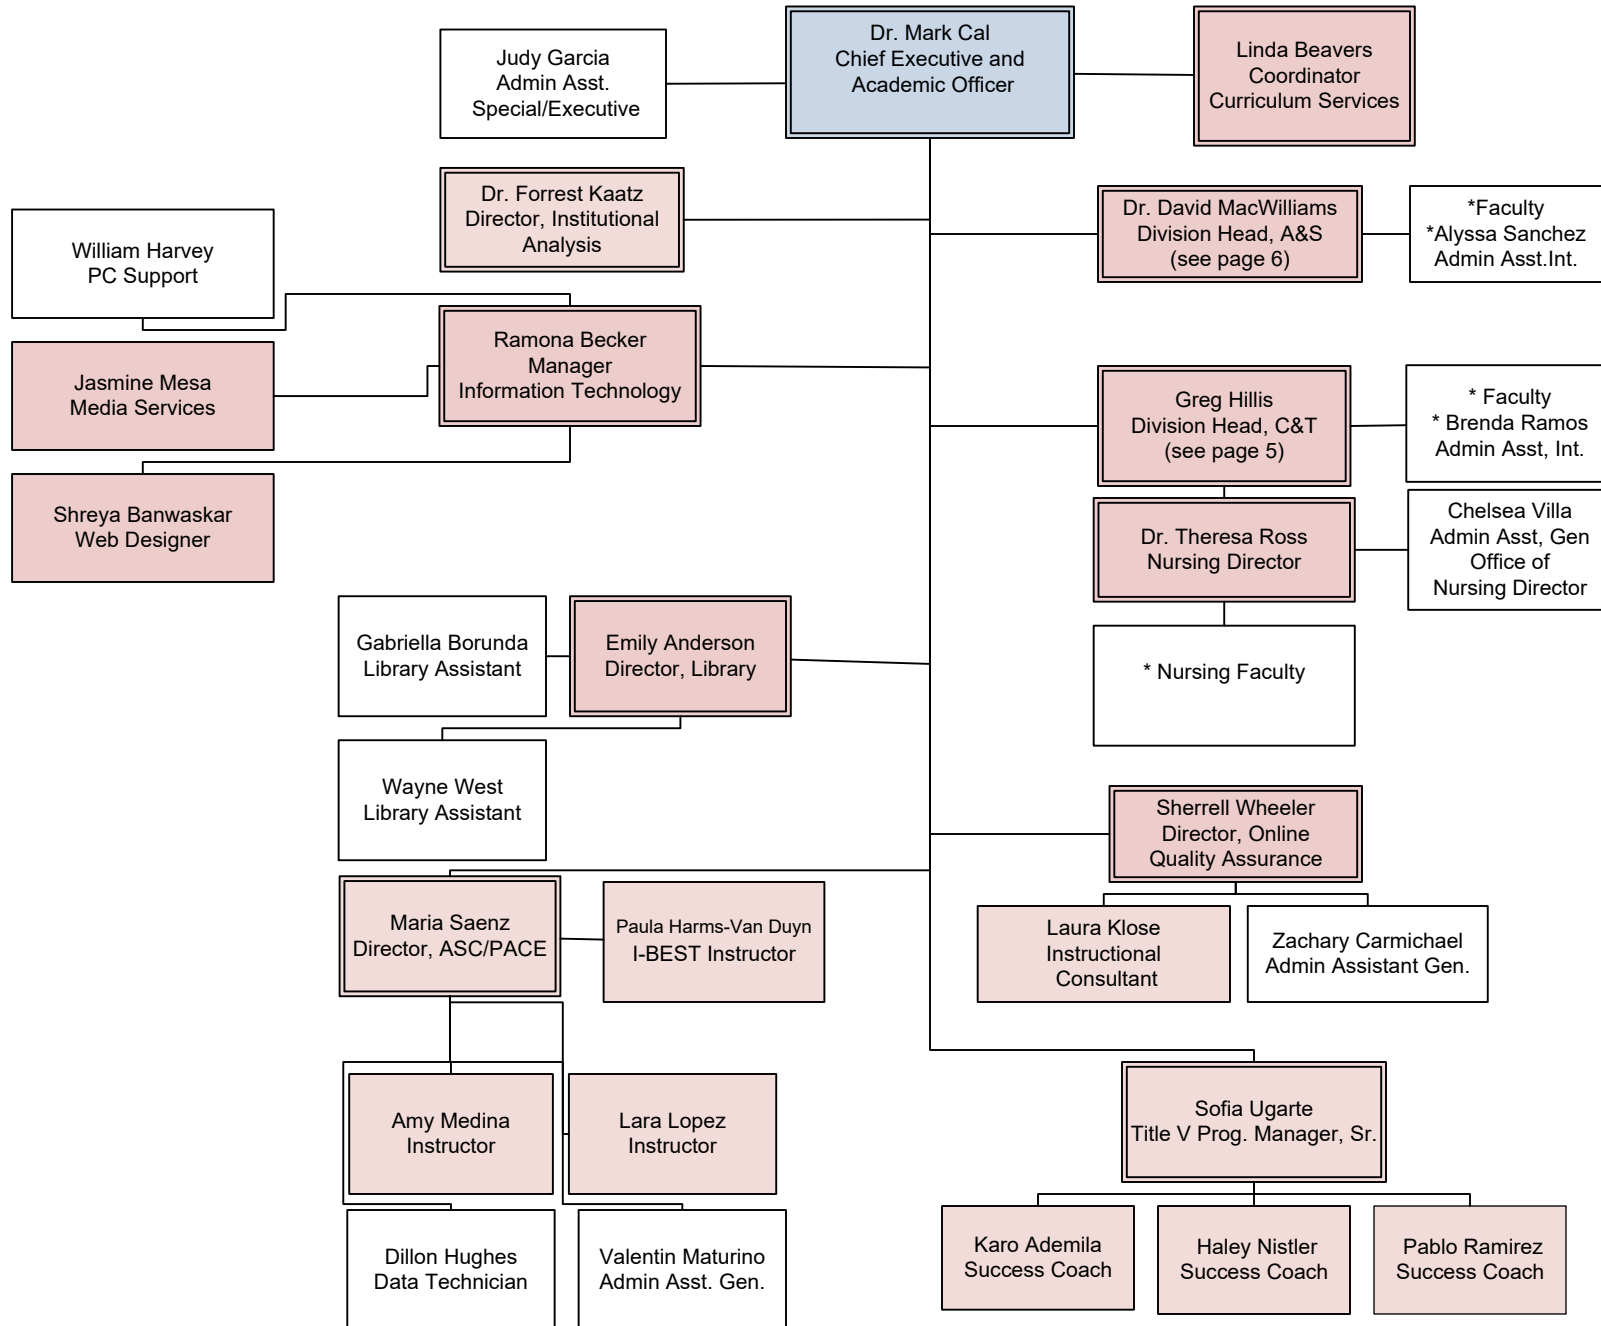 Dr. Mark Cal
Chief Executive and
Academic Officer
Judy Garcia
Admin Asst.
Special/Executive
Linda Beavers
Coordinator
Curriculum Services
Dr. Forrest Kaatz
Director, Institutional
Analysis
Dr. David MacWilliams
Division Head, A&S
(see page 6)
*Faculty
*Alyssa Sanchez
Admin Asst.Int.
William Harvey
PC Support
Ramona Becker
Manager
Information Technology
Jasmine Mesa
Media Services
Shreya Banwaskar
Web Designer
Greg Hillis
Division Head, C&T
(see page 5)
* Faculty
* Brenda Ramos
Admin Asst, Int.
Dr. Theresa Ross
Nursing Director
Chelsea Villa
Admin Asst, Gen
Office of
Nursing Director
* Nursing Faculty
Gabriella Borunda
Library Assistant
Emily Anderson
Director, Library
Wayne West
Library Assistant
Sherrell Wheeler
Director, Online
Quality Assurance
Laura Klose
Instructional
Consultant
Zachary Carmichael
Admin Assistant Gen.
Maria Saenz
Director, ASC/PACE
Paula Harms-Van Duyn
I-BEST Instructor
Amy Medina
Instructor
Lara Lopez
Instructor
Dillon Hughes
Data Technician
Valentin Maturino
Admin Asst. Gen.
Sofia Ugarte
Title V Prog. Manager, Sr.
Karo Ademila
Success Coach
Haley Nistler
Success Coach
Pablo Ramirez
Success Coach